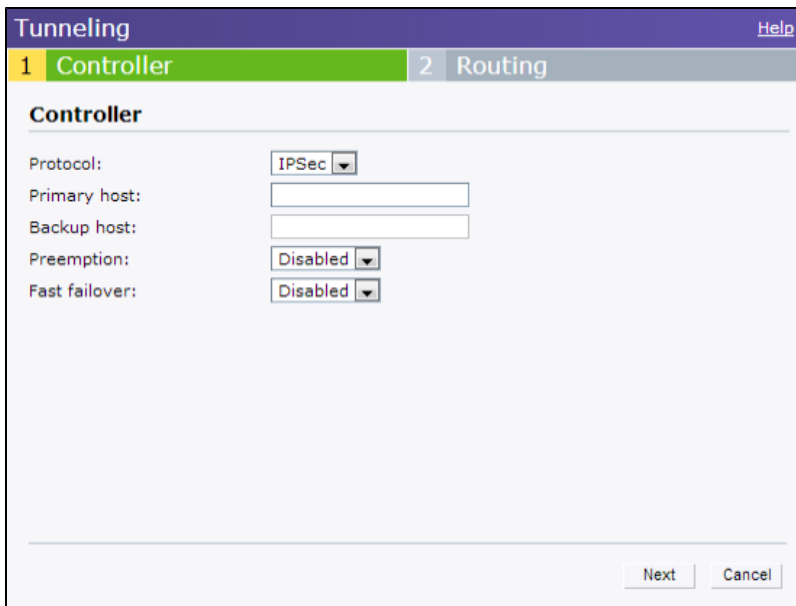 Tunneling Help
1 Controller 2 Routing
Controller
Protocol: IPSec
Primary host:
Backup host:
Preemption: Disabled
Fast failover: Disabled
Next Cancel